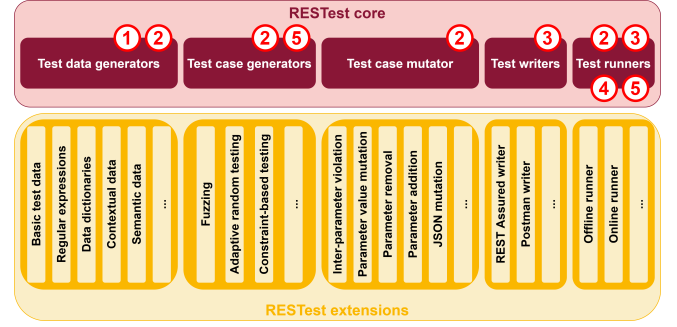 RESTest core
1 2
2 5
2
3
2 3
Test data generators
Test case generators
Test case mutator
Test writers
Test runners
4 5
Basic test data
Regular expressions
Data dictionaries
Contextual data
Semantic data
...
Fuzzing
Adaptive random testing
Constraint-based testing
...
Inter-parameter violation
Parameter value mutation
Parameter removal
Parameter addition
JSON mutation
...
REST Assured writer
Postman writer
...
Offline runner
Online runner
...
RESTest extensions